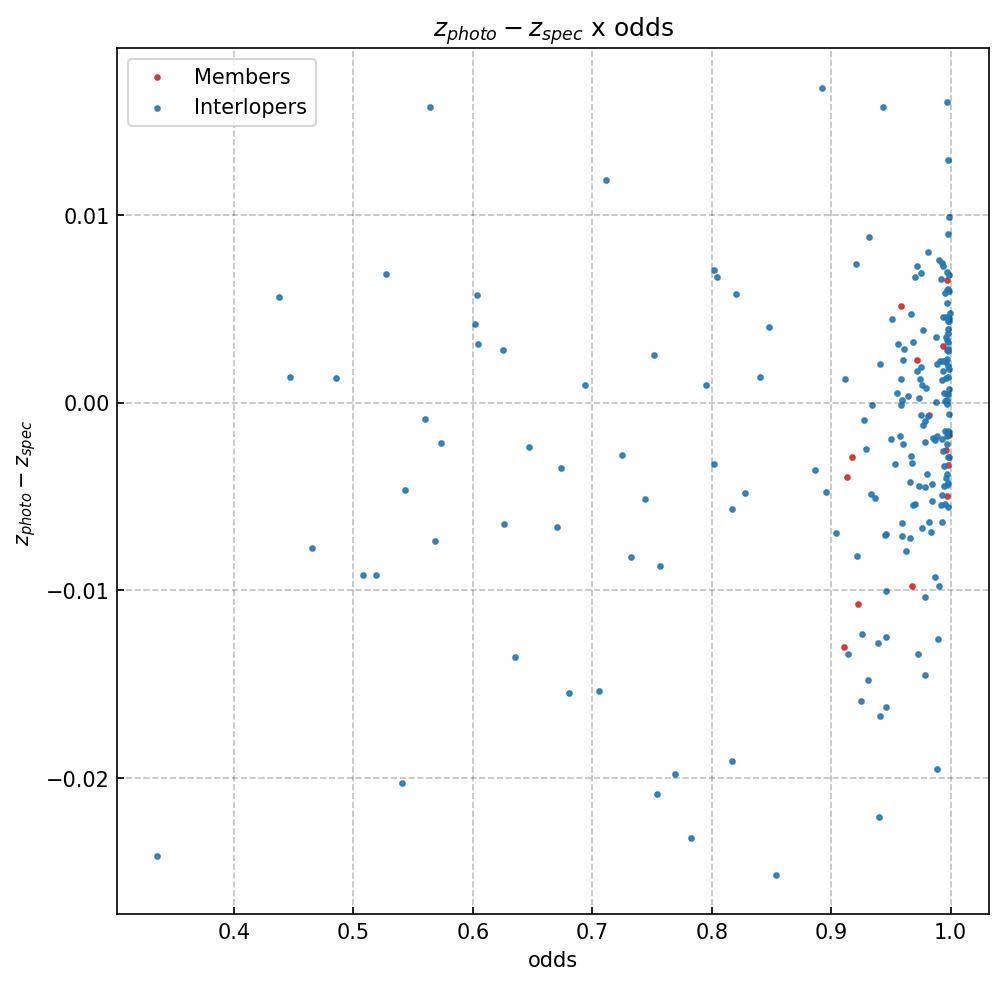 z_photo − z_spec x odds
Members
Interlopers
z_photo − z_spec
0.01
0.00
−0.01
−0.02
0.4 0.5 0.6 0.7 0.8 0.9 1.0
odds